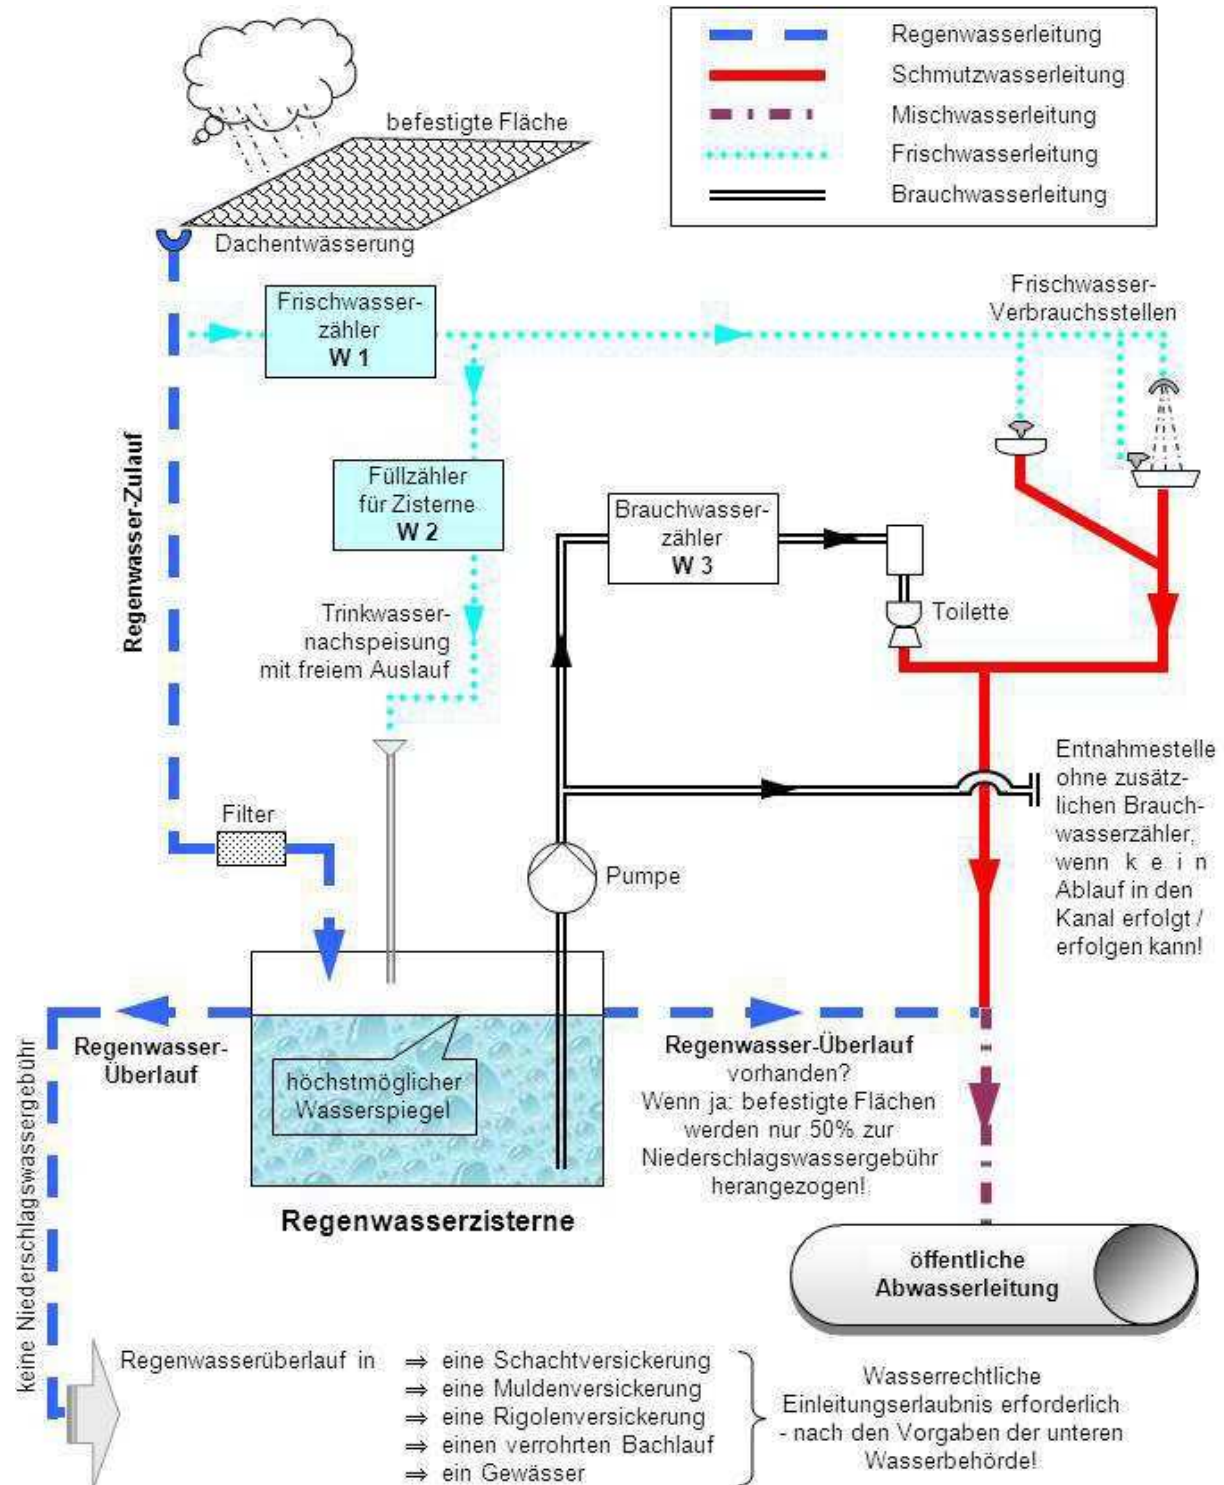 Regenwasserleitung
Schmutzwasserleitung
Mischwasserleitung
Frischwasserleitung
Brauchwasserleitung
befestigte Fläche
Dachentwässerung
Frischwasser-
zähler
W 1
Frischwasser-
Verbrauchsstellen
Regenwasser-Zulauf
Füllzähler
für Zisterne
W 2
Brauchwasser-
zähler
W 3
Toilette
Trinkwasser-
nachspeisung
mit freiem Auslauf
Entnahmestelle
ohne zusätz-
lichen Brauch-
wasserzähler,
wenn k e i n
Ablauf in den
Kanal erfolgt /
erfolgen kann!
Filter
Pumpe
Regenwasser-
Überlauf
höchstmöglicher
Wasserspiegel
Regenwasser-Überlauf
vorhanden?
Wenn ja: befestigte Flächen
werden nur 50% zur
Niederschlagswassergebühr
herangezogen!
Regenwasserzisterne
keine Niederschlagswassergebühr
öffentliche
Abwasserleitung
Regenwasserüberlauf in
⇒ eine Schachtversickerung
⇒ eine Muldenversickerung
⇒ eine Rigolenversickerung
⇒ einen verrohrten Bachlauf
⇒ ein Gewässer
Wasserrechtliche
Einleitungserlaubnis erforderlich
- nach den Vorgaben der unteren
Wasserbehörde!